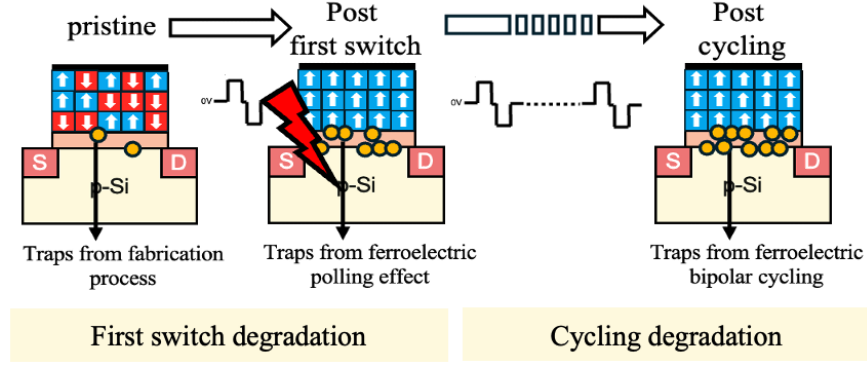 pristine
Post
first switch
Post
cycling
0V
0V
S
D
p-Si
S
D
p-Si
S
D
p-Si
Traps from fabrication
process
Traps from ferroelectric
polling effect
Traps from ferroelectric
bipolar cycling
First switch degradation
Cycling degradation